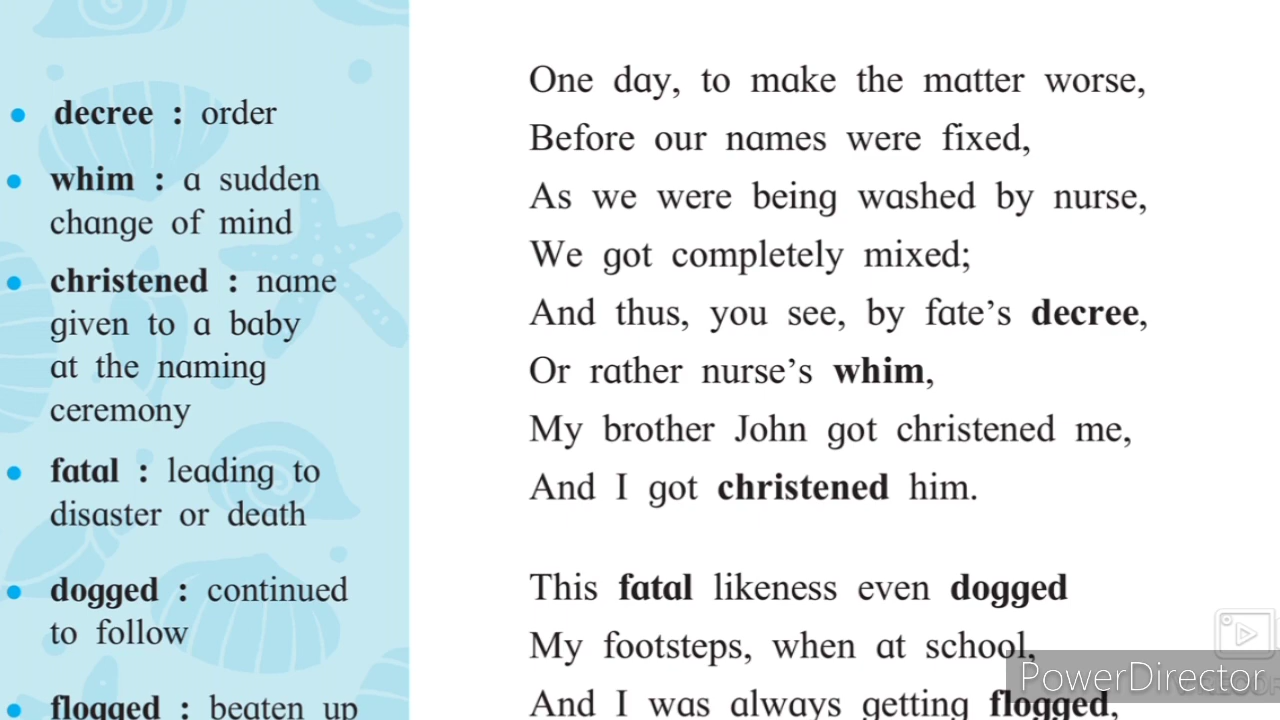 • decree : order
• whim : a sudden
change of mind
• christened : name
given to a baby
at the naming
ceremony
• fatal : leading to
disaster or death
• dogged : continued
to follow
• flogged : beaten up
One day, to make the matter worse,
Before our names were fixed,
As we were being washed by nurse,
We got completely mixed;
And thus, you see, by fate's decree,
Or rather nurse's whim,
My brother John got christened me,
And I got christened him.
This fatal likeness even dogged
My footsteps, when at school,
And I was always getting flogged,
PowerDirector